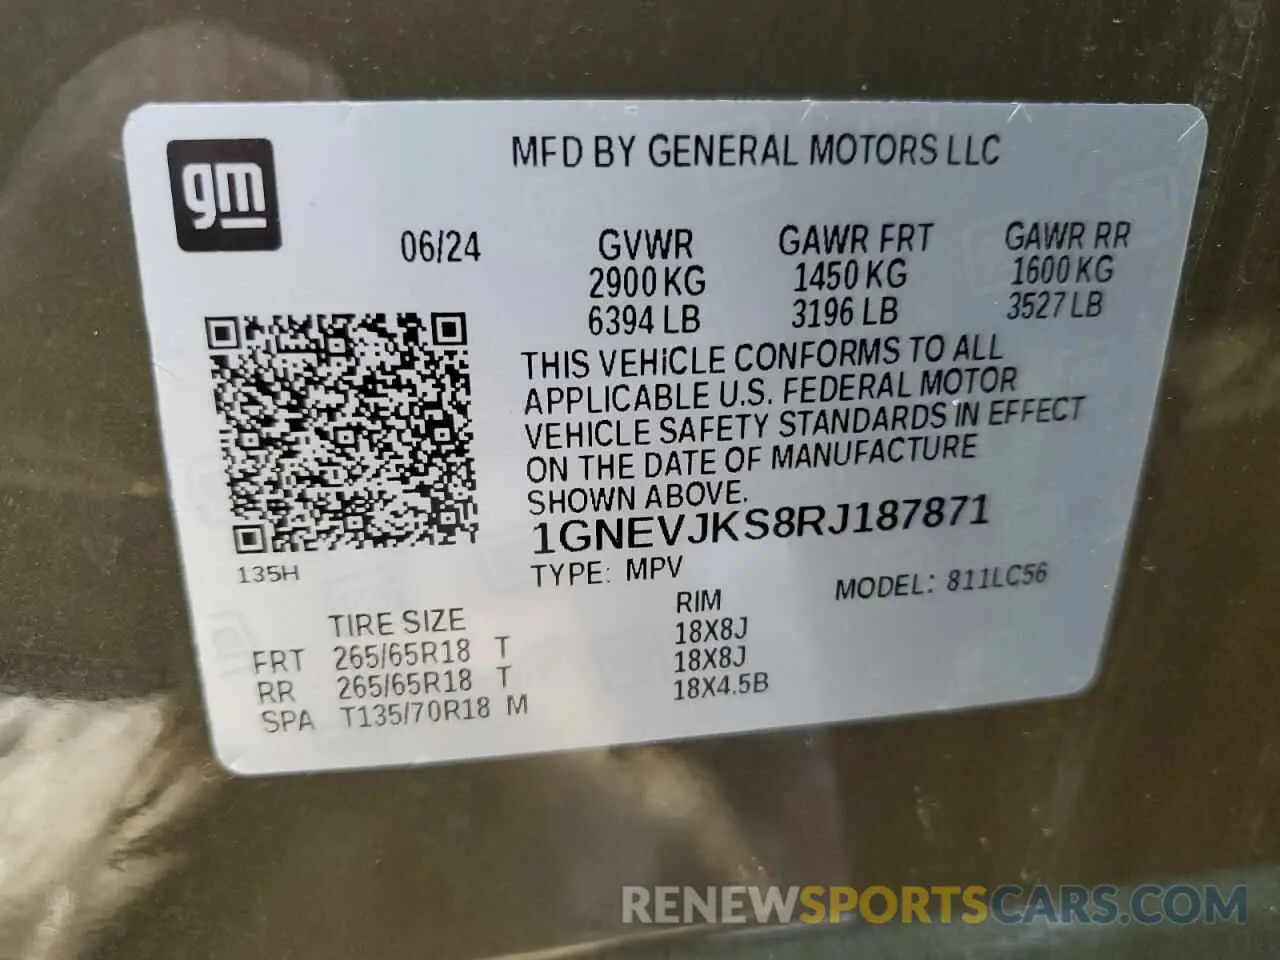 gm
MFD BY GENERAL MOTORS LLC
06/24
GVWR GAWR FRT GAWR RR
2900 KG 1450 KG 1600 KG
6394 LB 3196 LB 3527 LB
THIS VEHICLE CONFORMS TO ALL
APPLICABLE U.S. FEDERAL MOTOR
VEHICLE SAFETY STANDARDS IN EFFECT
ON THE DATE OF MANUFACTURE
SHOWN ABOVE.
1GNEVJKS8RJ187871
135H
TYPE: MPV MODEL: 811LC56
TIRE SIZE RIM
FRT 265/65R18 T 18X8J
RR 265/65R18 T 18X8J
SPA T135/70R18 M 18X4.5B
RENEWSPORTSCARS.COM